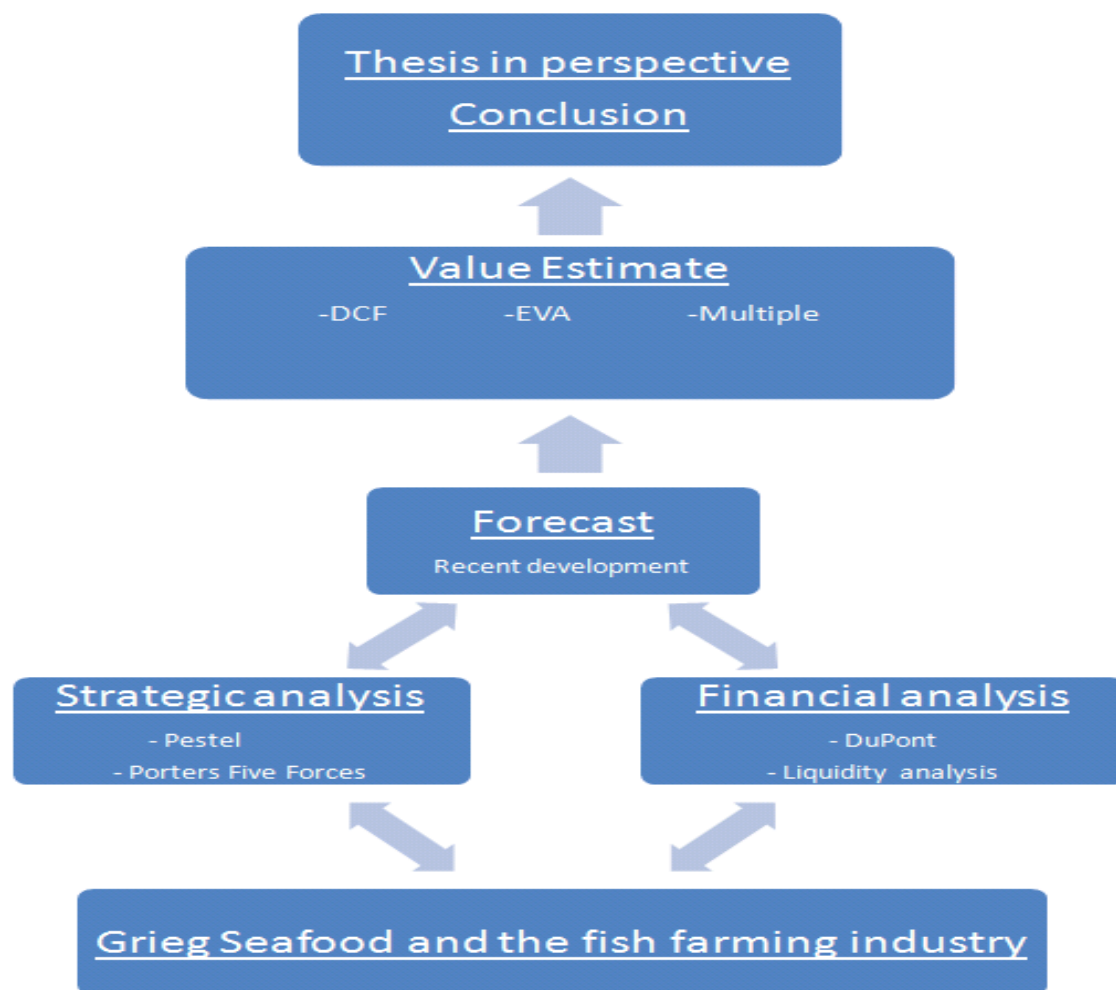 Thesis in perspective
Conclusion
Value Estimate
-DCF -EVA -Multiple
Forecast
Recent development
Strategic analysis
- Pestel
- Porters Five Forces
Financial analysis
- DuPont
- Liquidity analysis
Grieg Seafood and the fish farming industry